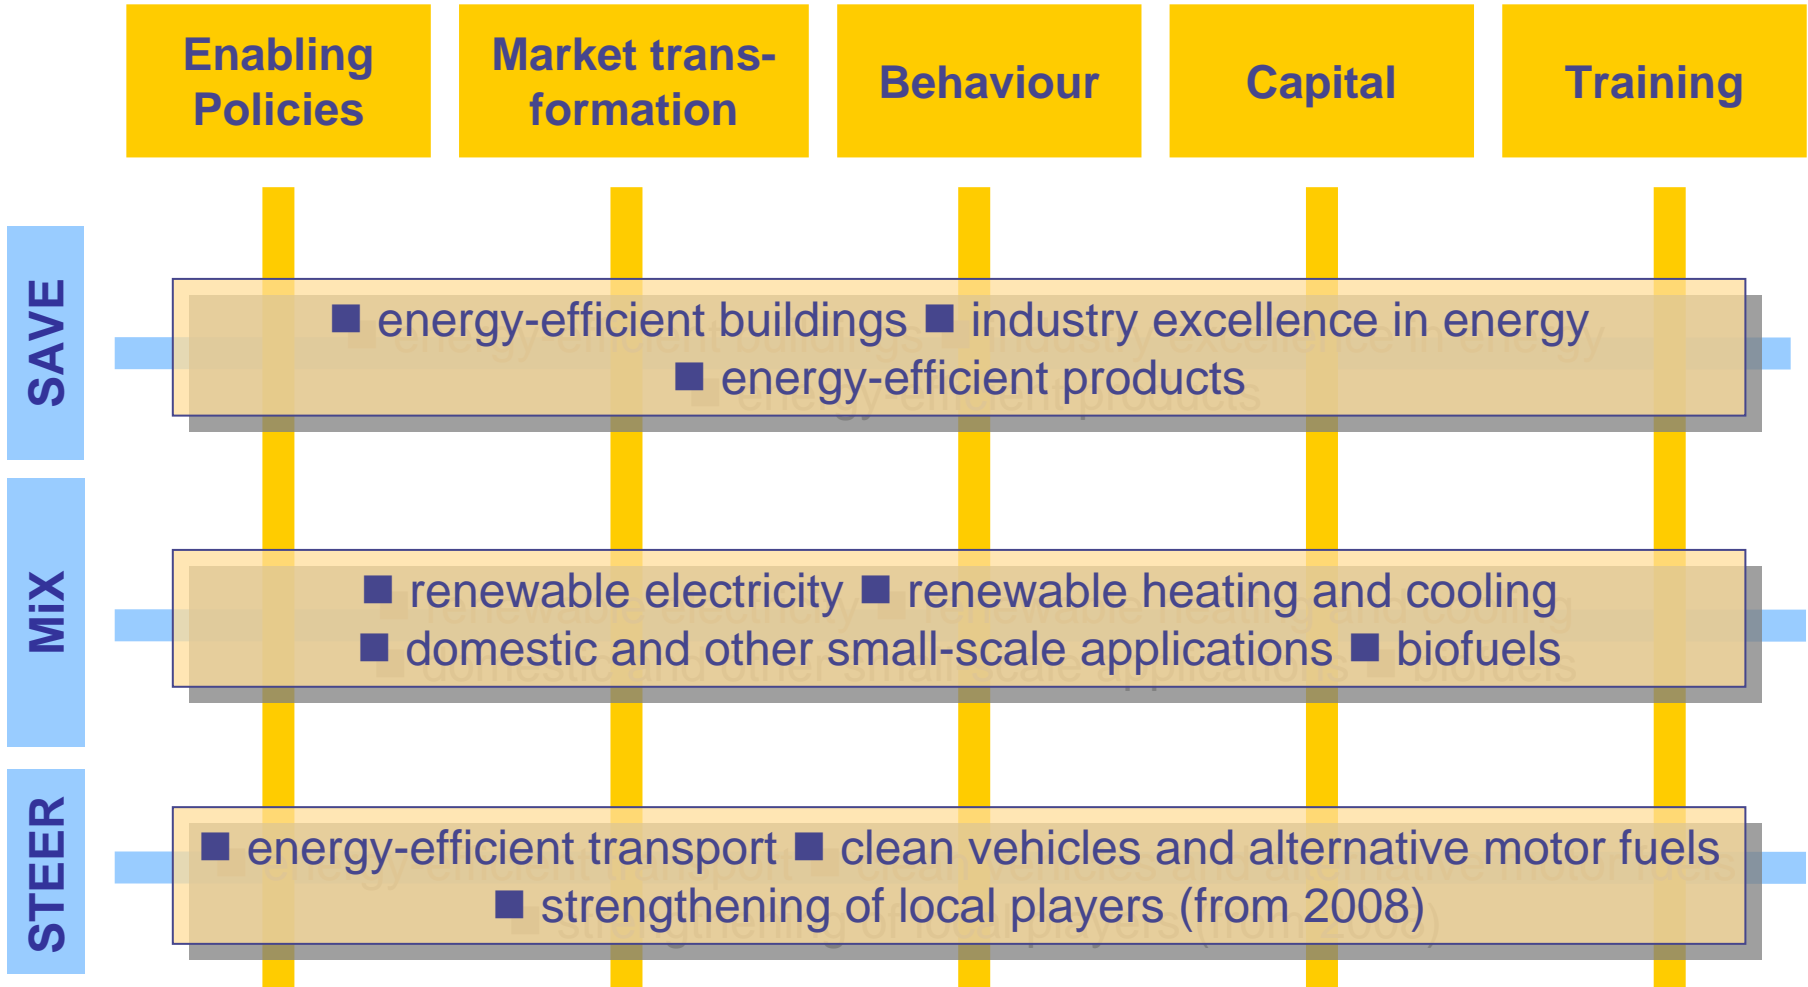 Enabling
Policies
Market trans-
formation
Behaviour
Capital
Training
SAVE
■ energy-efficient buildings ■ industry excellence in energy
■ energy-efficient products
MiX
■ renewable electricity ■ renewable heating and cooling
■ domestic and other small-scale applications ■ biofuels
STEER
■ energy-efficient transport ■ clean vehicles and alternative motor fuels
■ strengthening of local players (from 2008)